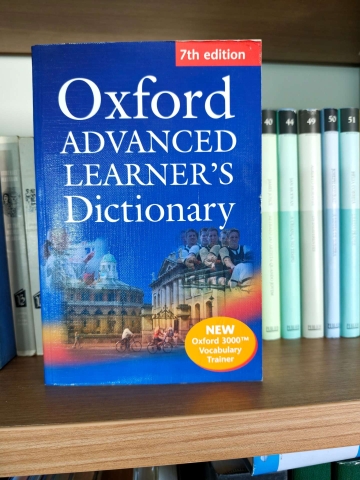 7th edition
Oxford
ADVANCED
LEARNER'S
Dictionary
NEW
Oxford 3000™
Vocabulary
Trainer
40
44
49
50
51